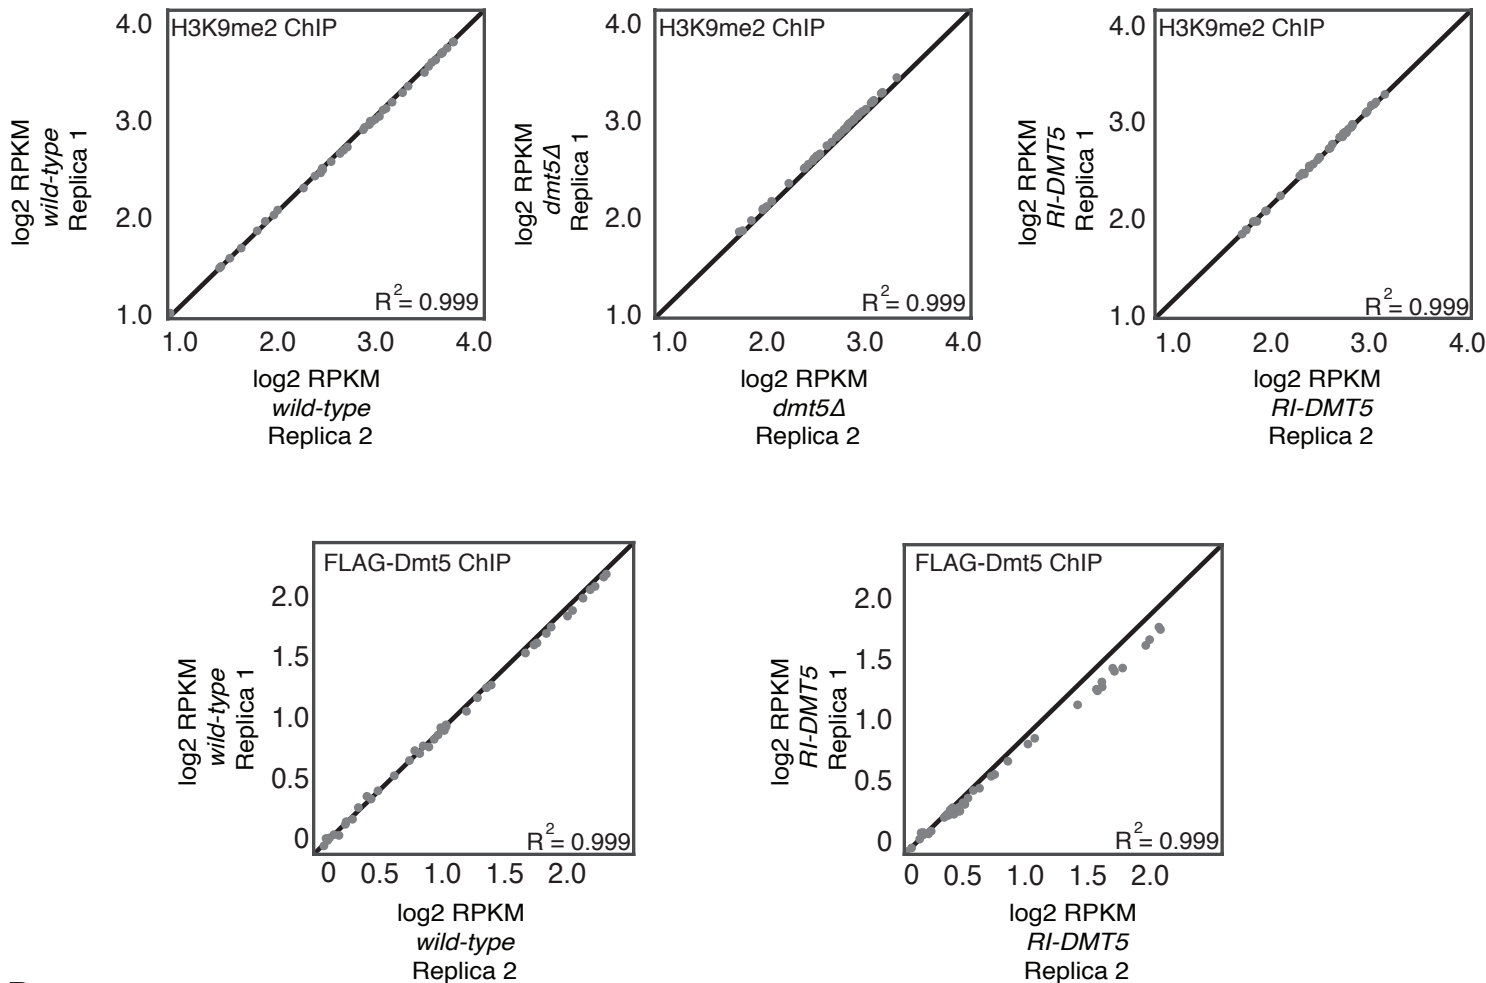 H3K9me2 ChIP
4.0
3.0
2.0
1.0
log2 RPKM
wild-type
Replica 1
R2= 0.999
1.0 2.0 3.0 4.0
log2 RPKM
wild-type
Replica 2
H3K9me2 ChIP
4.0
3.0
2.0
1.0
log2 RPKM
dmt5Δ
Replica 1
R2= 0.999
1.0 2.0 3.0 4.0
log2 RPKM
dmt5Δ
Replica 2
H3K9me2 ChIP
4.0
3.0
2.0
1.0
log2 RPKM
RI-DMT5
Replica 1
R2= 0.999
1.0 2.0 3.0 4.0
log2 RPKM
RI-DMT5
Replica 2
FLAG-Dmt5 ChIP
2.0
1.5
1.0
0.5
0
log2 RPKM
wild-type
Replica 1
R2= 0.999
0 0.5 1.0 1.5 2.0
log2 RPKM
wild-type
Replica 2
FLAG-Dmt5 ChIP
2.0
1.5
1.0
0.5
0
log2 RPKM
RI-DMT5
Replica 1
R2= 0.999
0 0.5 1.0 1.5 2.0
log2 RPKM
RI-DMT5
Replica 2